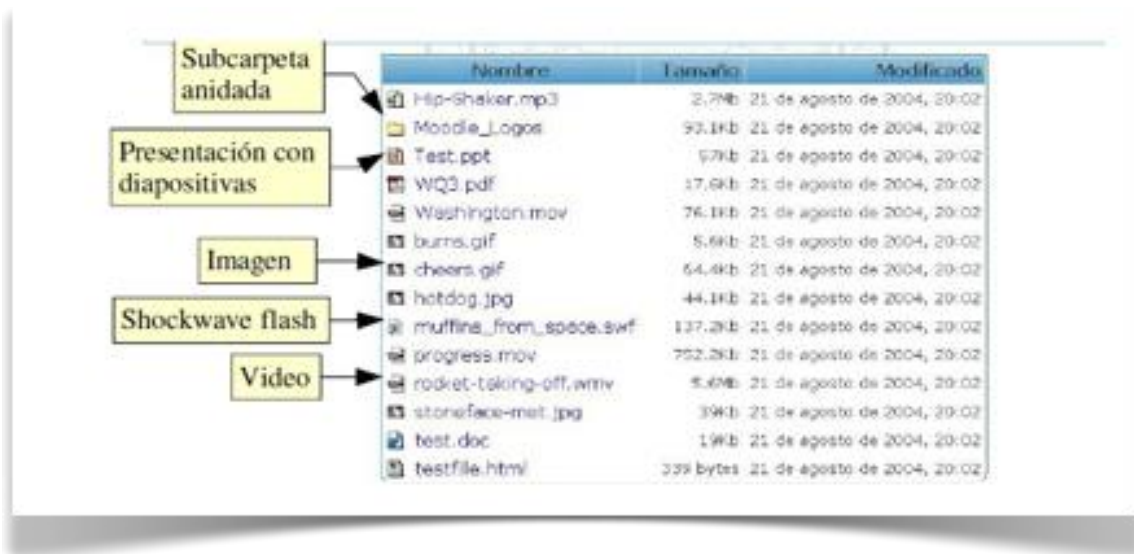 Subcarpeta
anidada
Presentación con
diapositivas
Imagen
Shockwave flash
Video
Nombre Tamaño Modificado
Hip-Shaker.mp3 2.7Mb 21 de agosto de 2004, 20:02
Moodle_Logos 93.1Kb 21 de agosto de 2004, 20:02
Test.ppt 57Kb 21 de agosto de 2004, 20:02
WQ3.pdf 17.6Kb 21 de agosto de 2004, 20:02
Washington.mov 76.1Kb 21 de agosto de 2004, 20:02
burns.gif 5.6Kb 21 de agosto de 2004, 20:02
cheers.gif 64.4Kb 21 de agosto de 2004, 20:02
hotdog.jpg 44.1Kb 21 de agosto de 2004, 20:02
muffins_from_space.swf 137.2Kb 21 de agosto de 2004, 20:02
progress.mov 752.2Kb 21 de agosto de 2004, 20:02
rocket-taking-off.wmv 5.6Mb 21 de agosto de 2004, 20:02
stoneface-met.jpg 39Kb 21 de agosto de 2004, 20:02
test.doc 19Kb 21 de agosto de 2004, 20:02
testfile.html 339 bytes 21 de agosto de 2004, 20:02